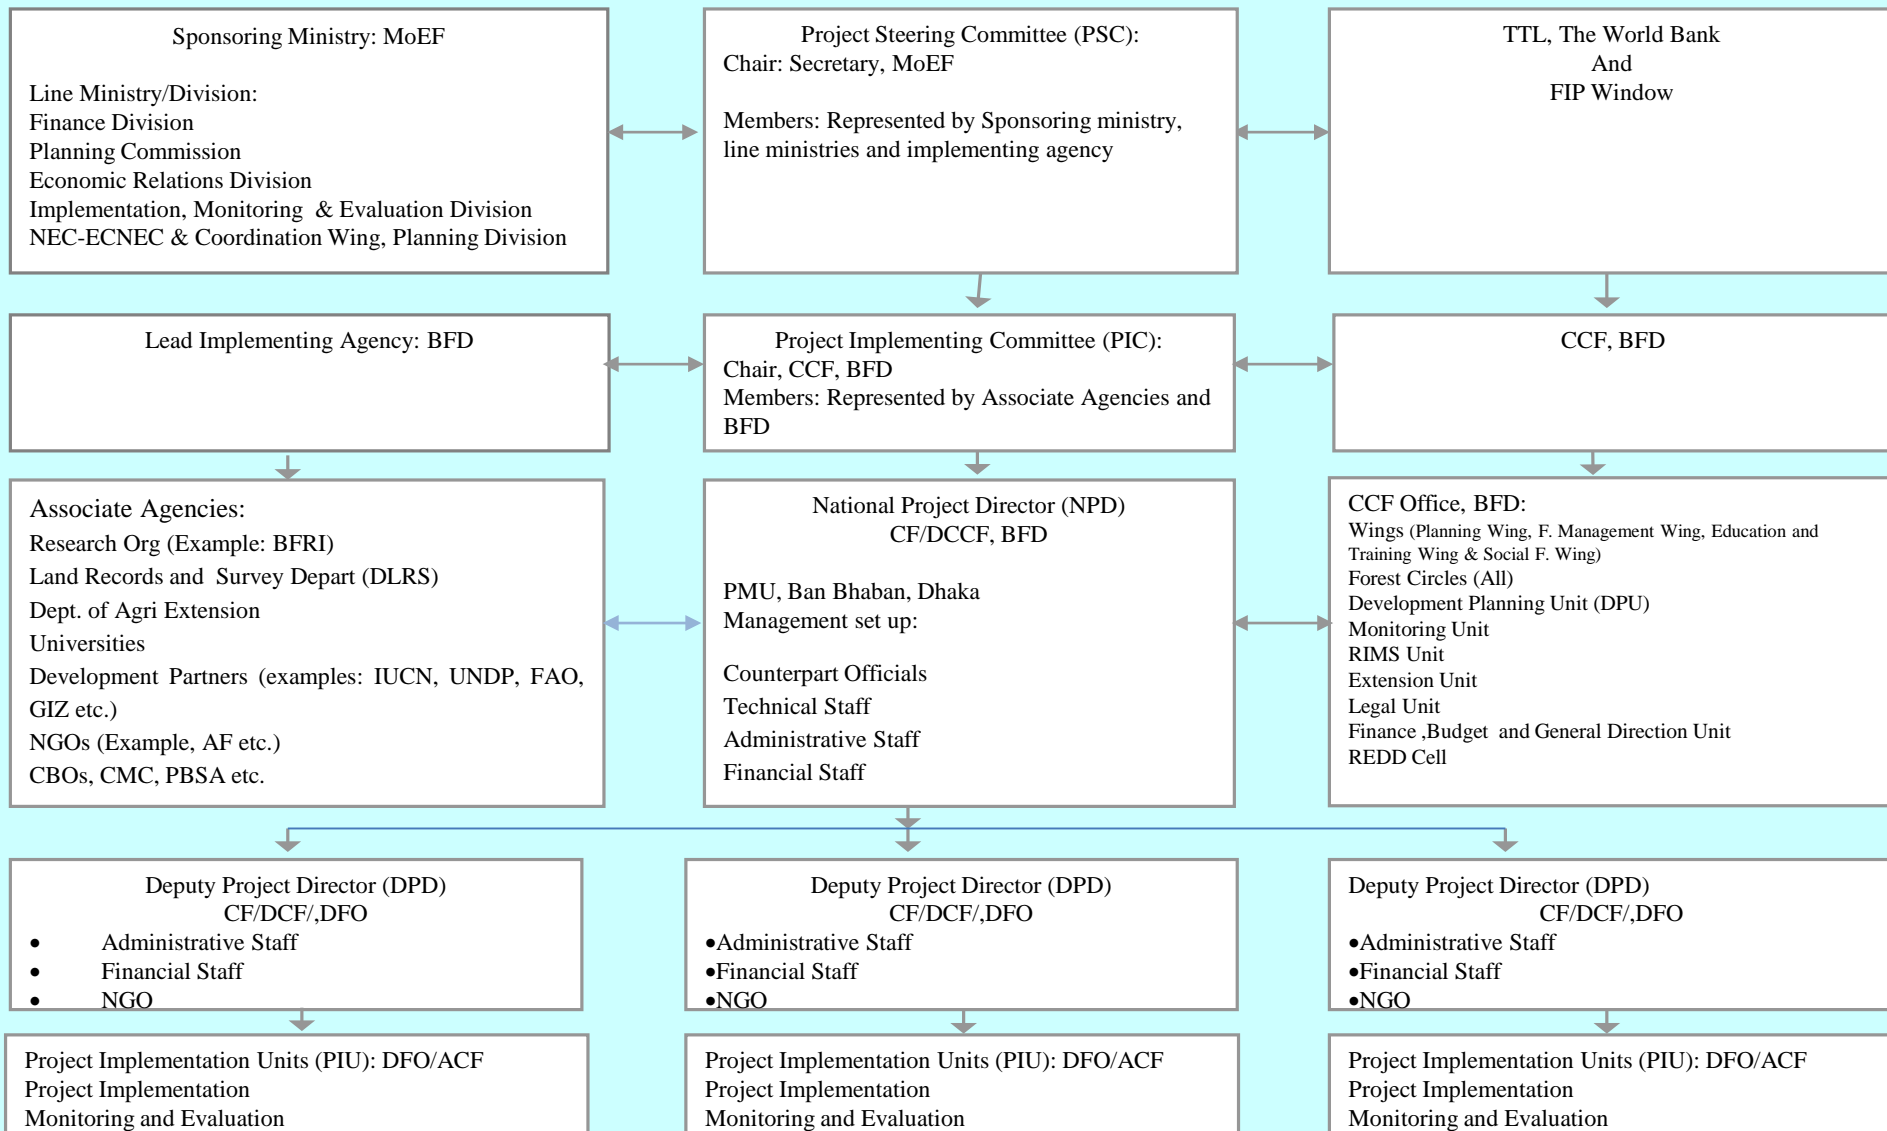 Sponsoring Ministry: MoEF
Line Ministry/Division:
Finance Division
Planning Commission
Economic Relations Division
Implementation, Monitoring & Evaluation Division
NEC-ECNEC & Coordination Wing, Planning Division
Project Steering Committee (PSC):
Chair: Secretary, MoEF
Members: Represented by Sponsoring ministry,
line ministries and implementing agency
TTL, The World Bank
And
FIP Window
Lead Implementing Agency: BFD
Project Implementing Committee (PIC):
Chair, CCF, BFD
Members: Represented by Associate Agencies and
BFD
CCF, BFD
Associate Agencies:
Research Org (Example: BFRI)
Land Records and Survey Depart (DLRS)
Dept. of Agri Extension
Universities
Development Partners (examples: IUCN, UNDP, FAO,
GIZ etc.)
NGOs (Example, AF etc.)
CBOs, CMC, PBSA etc.
National Project Director (NPD)
CF/DCCF, BFD
PMU, Ban Bhaban, Dhaka
Management set up:
Counterpart Officials
Technical Staff
Administrative Staff
Financial Staff
CCF Office, BFD:
Wings (Planning Wing, F. Management Wing, Education and
Training Wing & Social F. Wing)
Forest Circles (All)
Development Planning Unit (DPU)
Monitoring Unit
RIMS Unit
Extension Unit
Legal Unit
Finance ,Budget and General Direction Unit
REDD Cell
Deputy Project Director (DPD)
CF/DCF/,DFO
• Administrative Staff
• Financial Staff
• NGO
Deputy Project Director (DPD)
CF/DCF/,DFO
•Administrative Staff
•Financial Staff
•NGO
Deputy Project Director (DPD)
CF/DCF/,DFO
•Administrative Staff
•Financial Staff
•NGO
Project Implementation Units (PIU): DFO/ACF
Project Implementation
Monitoring and Evaluation
Project Implementation Units (PIU): DFO/ACF
Project Implementation
Monitoring and Evaluation
Project Implementation Units (PIU): DFO/ACF
Project Implementation
Monitoring and Evaluation